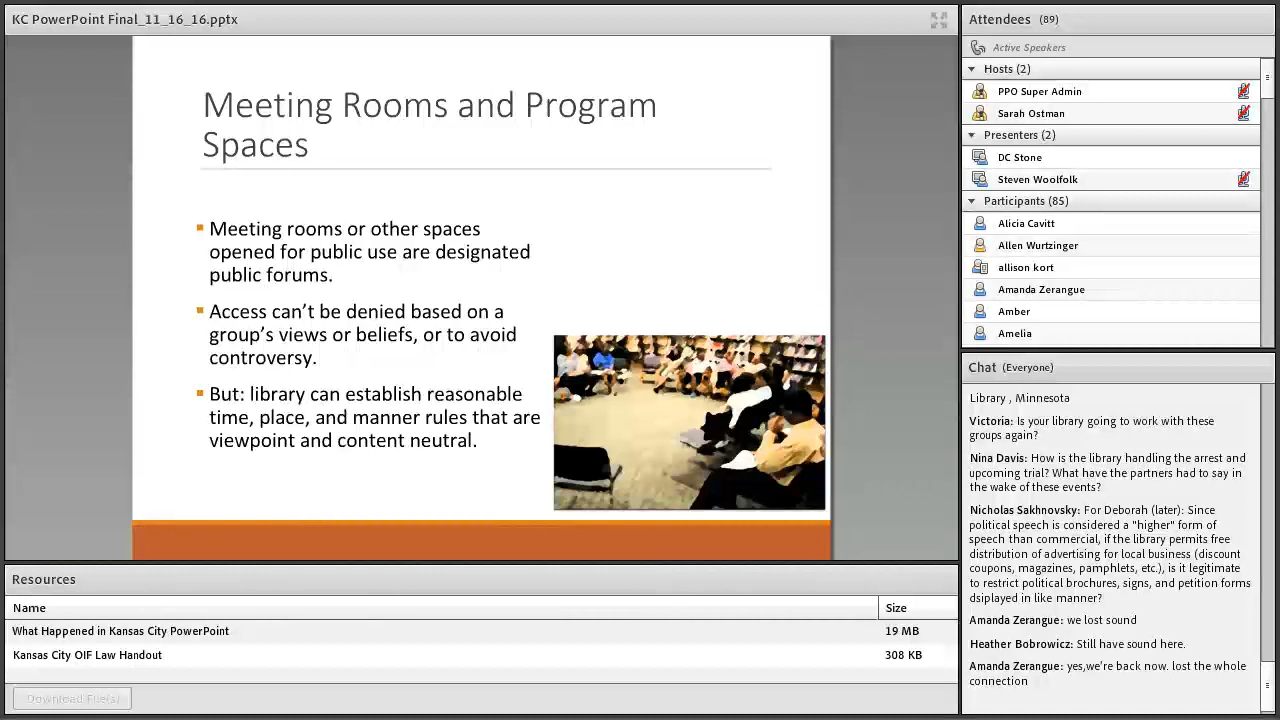 KC PowerPoint Final_11_16_16.pptx
Meeting Rooms and Program
Spaces
Meeting rooms or other spaces
opened for public use are designated
public forums.
Access can’t be denied based on a
group’s views or beliefs, or to avoid
controversy.
But: library can establish reasonable
time, place, and manner rules that are
viewpoint and content neutral.
Resources
Name Size
What Happened in Kansas City PowerPoint 19 MB
Kansas City OIF Law Handout 308 KB
Download File(s)
Attendees (89)
Active Speakers
Hosts (2)
PPO Super Admin
Sarah Ostman
Presenters (2)
DC Stone
Steven Woolfolk
Participants (85)
Alicia Cavitt
Allen Wurtzinger
allison kort
Amanda Zerangue
Amber
Amelia
Chat (Everyone)
Library , Minnesota
Victoria: Is your library going to work with these
groups again?
Nina Davis: How is the library handling the arrest and
upcoming trial? What have the partners had to say in
the wake of these events?
Nicholas Sakhnovsky: For Deborah (later): Since
political speech is considered a "higher" form of
speech than commercial, if the library permits free
distribution of advertising for local business (discount
coupons, magazines, pamphlets, etc.), is it legitimate
to restrict political brochures, signs, and petition forms
dsiplayed in like manner?
Amanda Zerangue: we lost sound
Heather Bobrowicz: Still have sound here.
Amanda Zerangue: yes,we're back now. lost the whole
connection